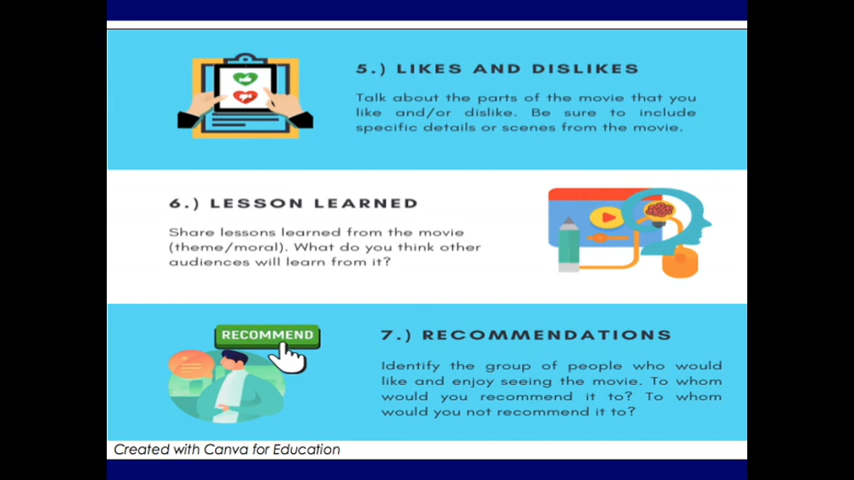 5.) LIKES AND DISLIKES
Talk about the parts of the movie that you
like and/or dislike. Be sure to include
specific details or scenes from the movie.
6.) LESSON LEARNED
Share lessons learned from the movie
(theme/moral). What do you think other
audiences will learn from it?
RECOMMEND
7.) RECOMMENDATIONS
Identify the group of people who would
like and enjoy seeing the movie. To whom
would you recommend it to? To whom
would you not recommend it to?
Created with Canva for Education